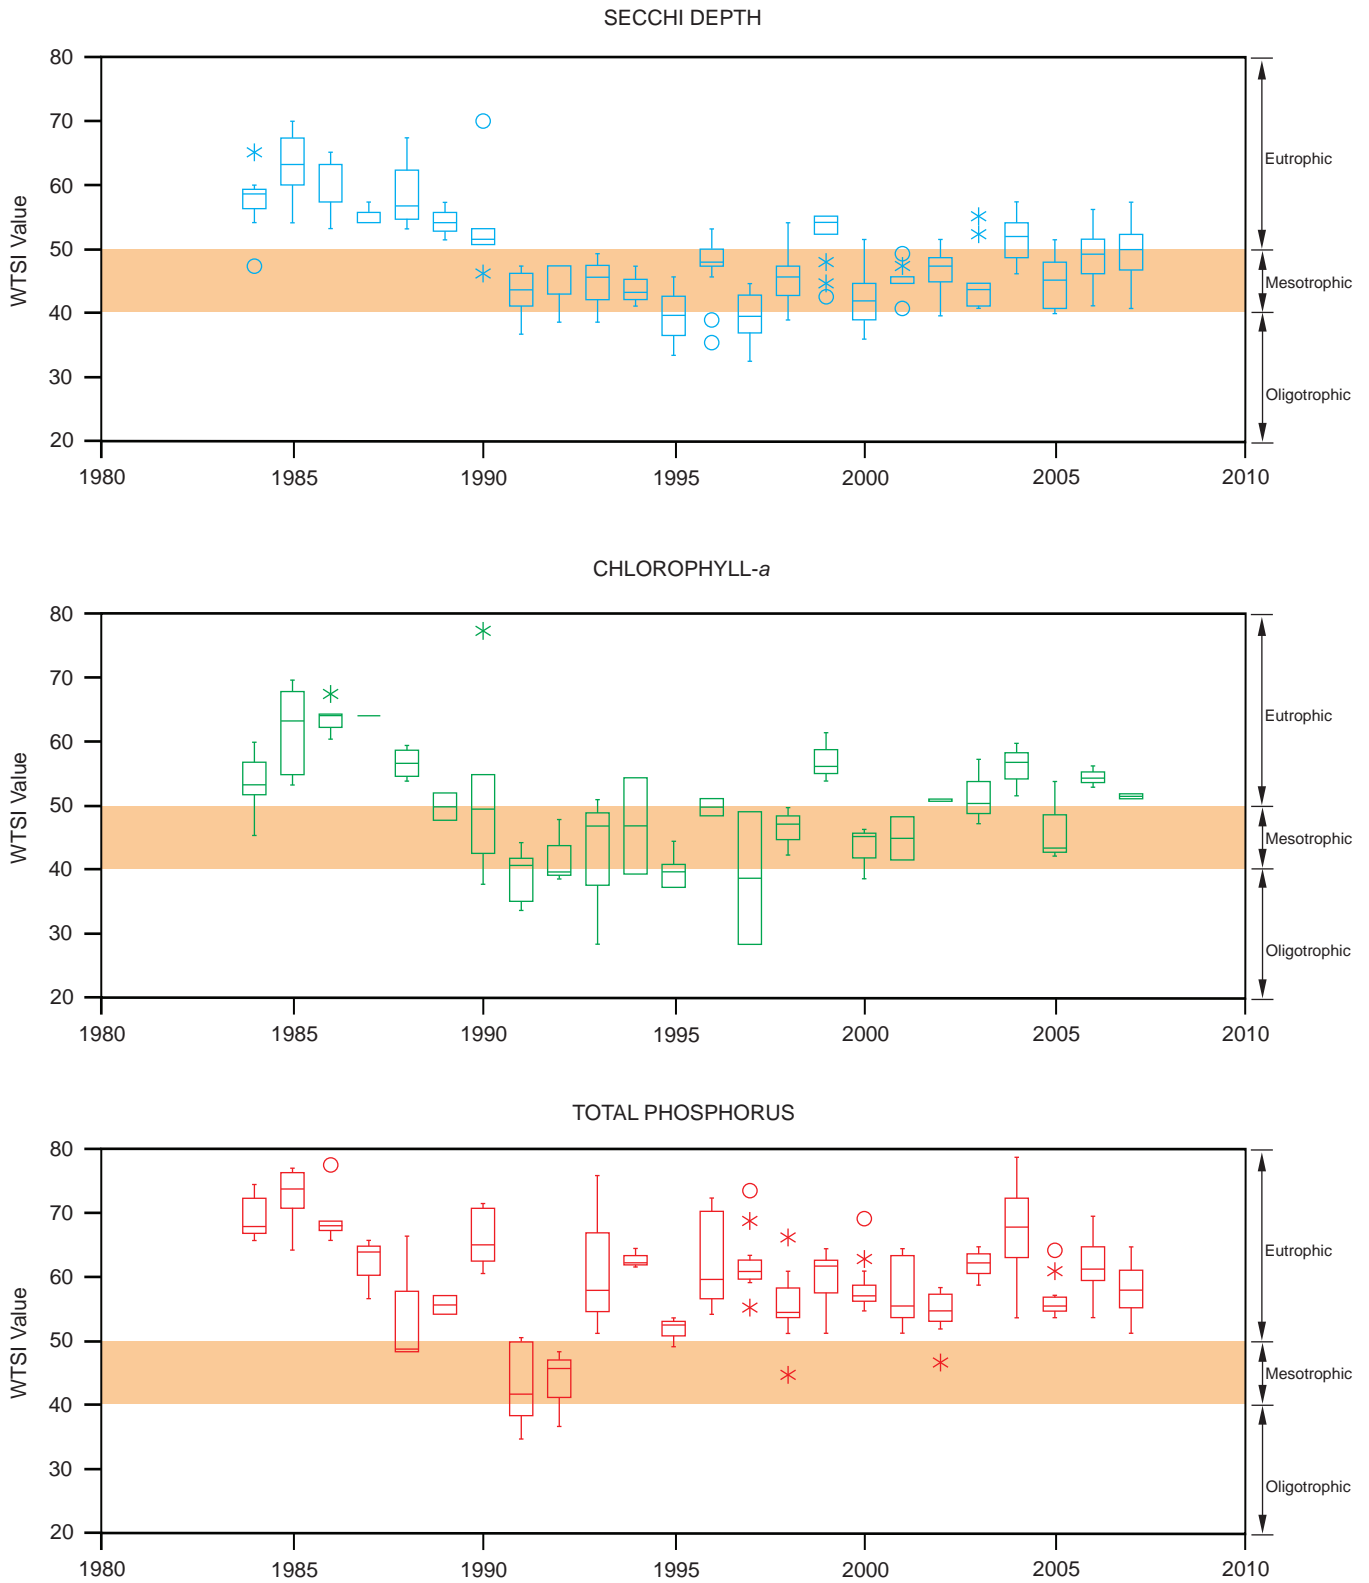 SECCHI DEPTH
80
70
60
50
40
30
20
WTSI Value
Eutrophic
Mesotrophic
Oligotrophic
1980 1985 1990 1995 2000 2005 2010
CHLOROPHYLL-a
80
70
60
50
40
30
20
WTSI Value
Eutrophic
Mesotrophic
Oligotrophic
1980 1985 1990 1995 2000 2005 2010
TOTAL PHOSPHORUS
80
70
60
50
40
30
20
WTSI Value
Eutrophic
Mesotrophic
Oligotrophic
1980 1985 1990 1995 2000 2005 2010